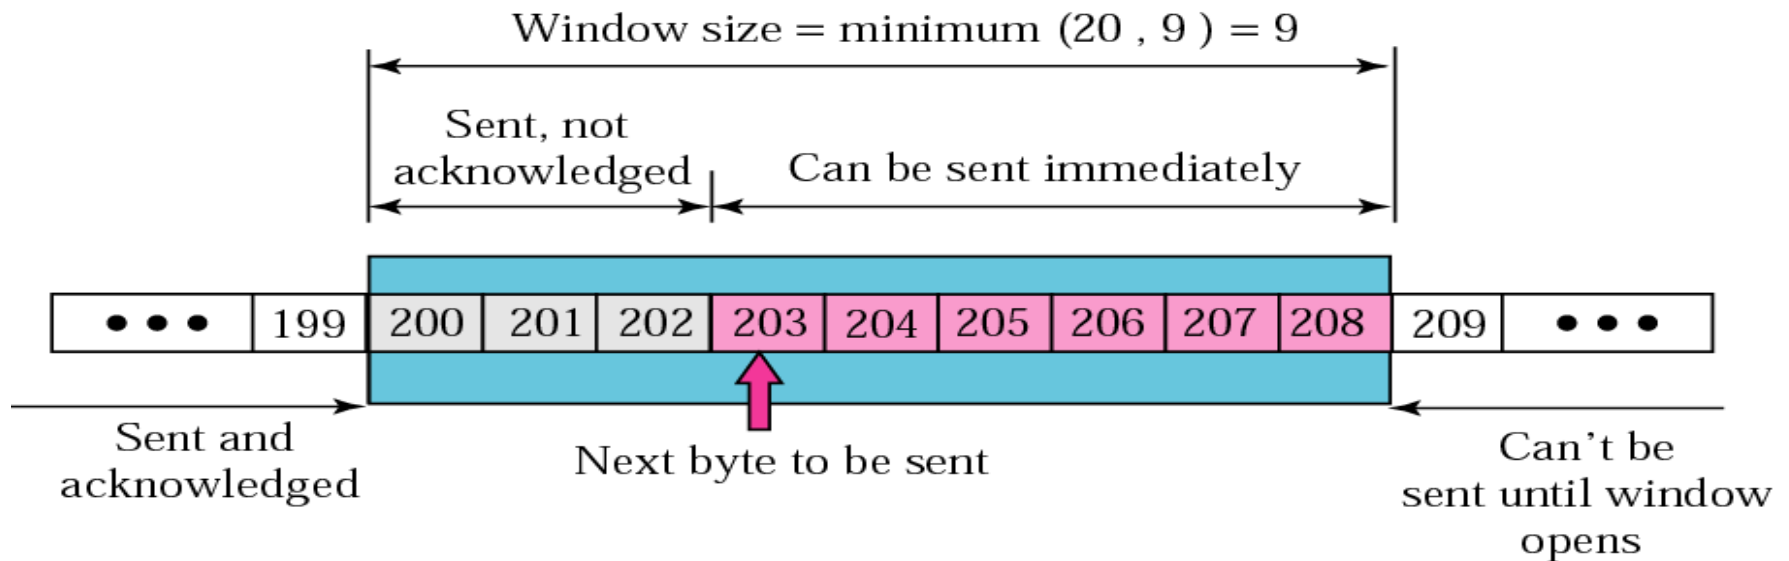 Window size = minimum (20 , 9 ) = 9
Sent, not
acknowledged
Can be sent immediately
••• 199 200 201 202 203 204 205 206 207 208 209 •••
Sent and
acknowledged
Next byte to be sent
Can't be
sent until window
opens